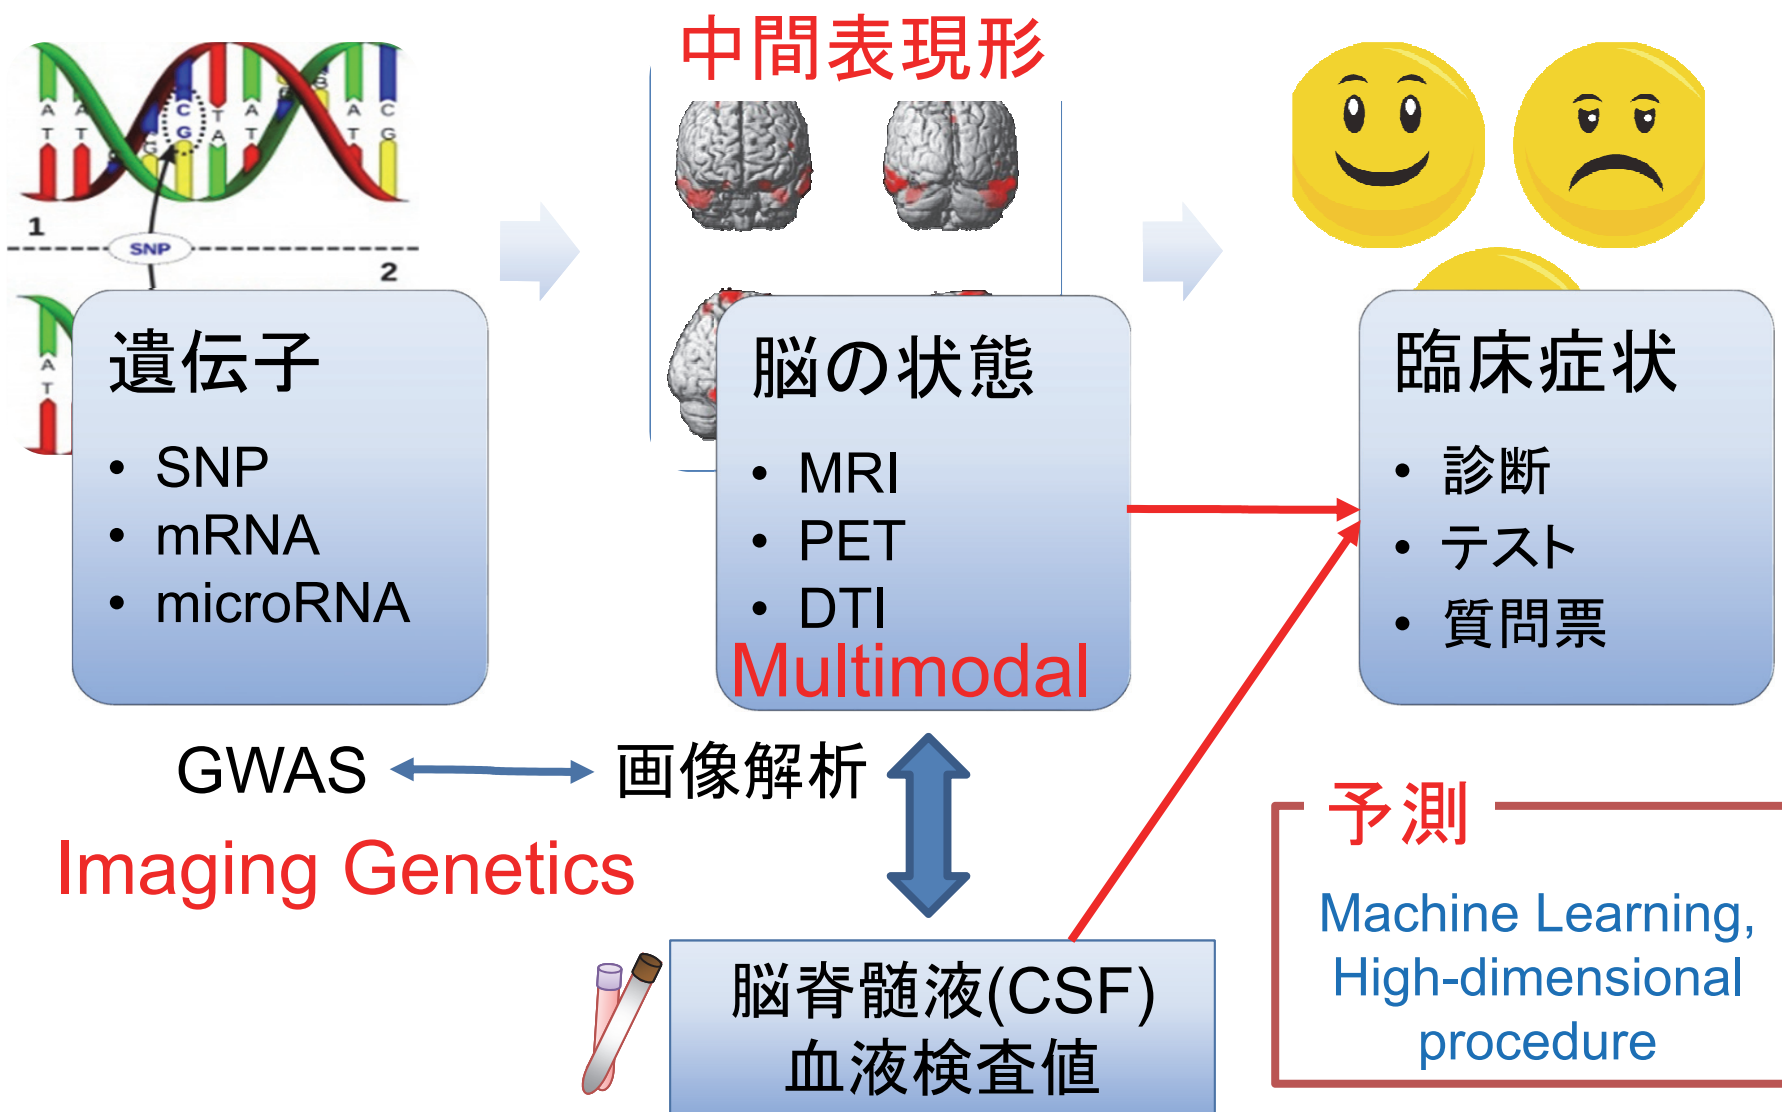 中間表現形
A A C T A S A C
T T G G A T T G
1
SNP
2
A
T
遺伝子
• SNP
• mRNA
• microRNA
脳の状態
• MRI
• PET
• DTI
Multimodal
臨床症状
• 診断
• テスト
• 質問票
GWAS
画像解析
Imaging Genetics
予測
Machine Learning,
High-dimensional
procedure
脳脊髄液(CSF)
血液検査値